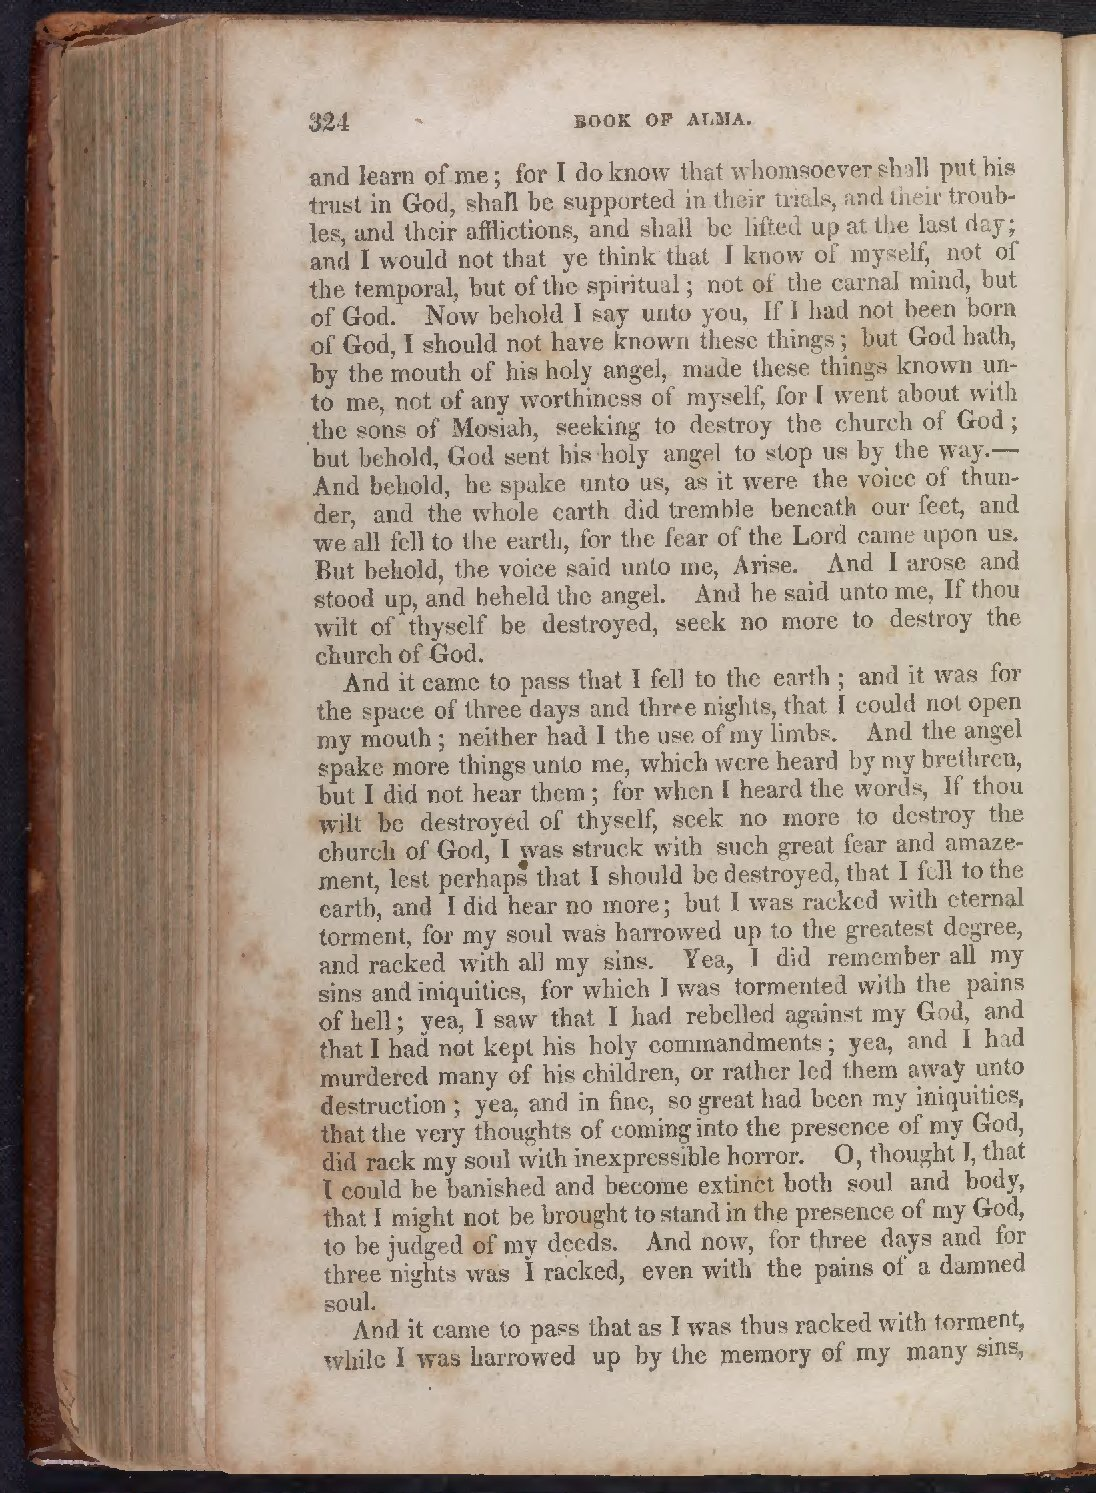 324 BOOK OF ALMA.
and learn of me; for I do know that whomsoever shall put his
trust in God, shall be supported in their trials, and their troub-
les, and their afflictions, and shall be lifted up at the last day;
and I would not that ye think that I know of myself, not of
the temporal, but of the spiritual; not of the carnal mind, but
of God. Now behold I say unto you, If I had not been born
of God, I should not have known these things; but God hath,
by the mouth of his holy angel, made these things known un-
to me, not of any worthiness of myself, for I went about with
the sons of Mosiah, seeking to destroy the church of God;
but behold, God sent his holy angel to stop us by the way.—
And behold, he spake unto us, as it were the voice of thun-
der, and the whole earth did tremble beneath our feet, and
we all fell to the earth, for the fear of the Lord came upon us.
But behold, the voice said unto me, Arise. And I arose and
stood up, and beheld the angel. And he said unto me, If thou
wilt of thyself be destroyed, seek no more to destroy the
church of God.
And it came to pass that I fell to the earth; and it was for
the space of three days and three nights, that I could not open
my mouth; neither had I the use of my limbs. And the angel
spake more things unto me, which were heard by my brethren,
but I did not hear them; for when I heard the words, If thou
wilt be destroyed of thyself, seek no more to destroy the
church of God, I was struck with such great fear and amaze-
ment, lest perhaps that I should be destroyed, that I fell to the
earth, and I did hear no more; but I was racked with eternal
torment, for my soul was harrowed up to the greatest degree,
and racked with all my sins. Yea, I did remember all my
sins and iniquities, for which I was tormented with the pains
of hell; yea, I saw that I had rebelled against my God, and
that I had not kept his holy commandments; yea, and I had
murdered many of his children, or rather led them away unto
destruction; yea, and in fine, so great had been my iniquities,
that the very thoughts of coming into the presence of my God,
did rack my soul with inexpressible horror. O, thought I, that
I could be banished and become extinct both soul and body,
that I might not be brought to stand in the presence of my God,
to be judged of my deeds. And now, for three days and for
three nights was I racked, even with the pains of a damned
soul.
And it came to pass that as I was thus racked with torment,
while I was harrowed up by the memory of my many sins,